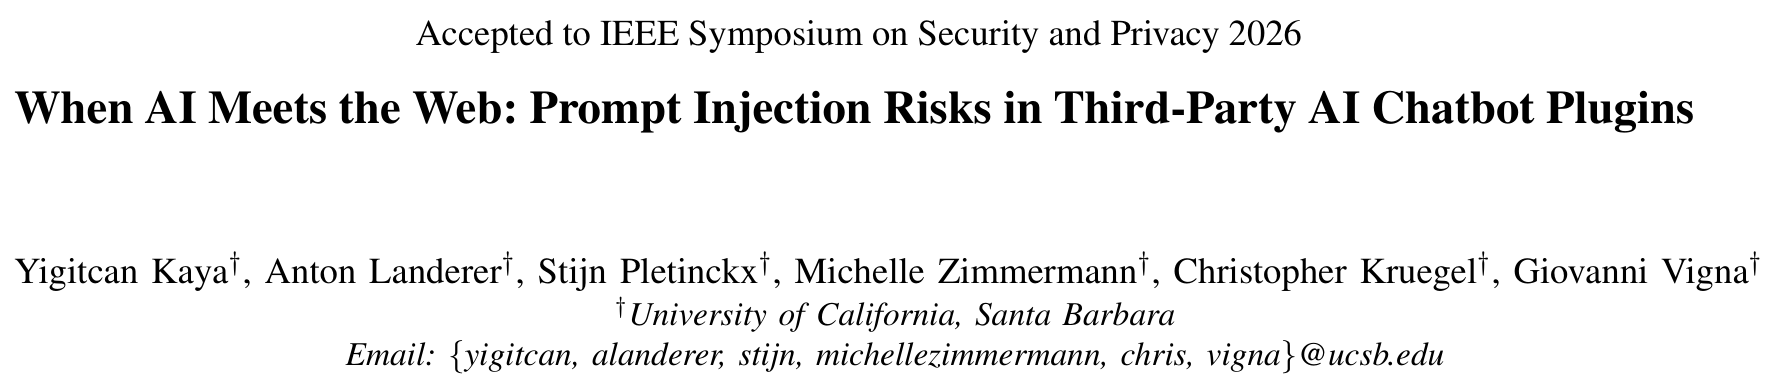 Accepted to IEEE Symposium on Security and Privacy 2026
When AI Meets the Web: Prompt Injection Risks in Third-Party AI Chatbot Plugins
Yigitcan Kaya†, Anton Landerer†, Stijn Pletinckx†, Michelle Zimmermann†, Christopher Kruegel†, Giovanni Vigna†
†University of California, Santa Barbara
Email: {yigitcan, alanderer, stijn, michellezimmermann, chris, vigna}@ucsb.edu